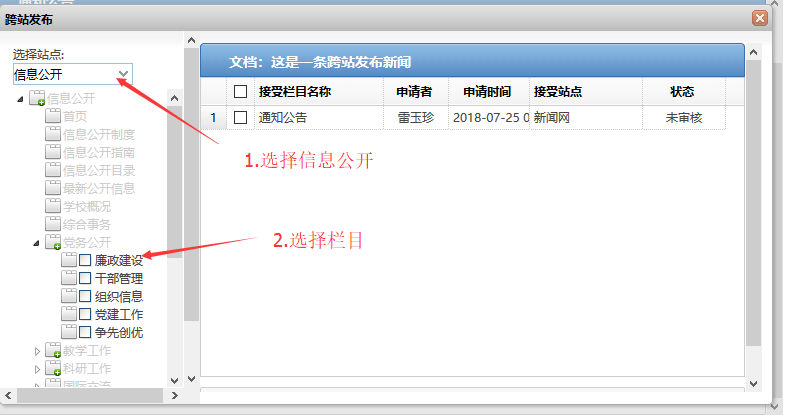 跨站发布
选择站点:
信息公开
信息公开
首页
信息公开制度
信息公开指南
信息公开目录
最新公开信息
学校概况
综合事务
党务公开
廉政建设
干部管理
组织信息
党建工作
争先创优
教学工作
科研工作
国际交流
文档：这是一条跨站发布新闻
接受栏目名称 申请者 申请时间 接受站点 状态
1 通知公告 雷玉珍 2018-07-25 0 新闻网 未审核
1.选择信息公开
2.选择栏目